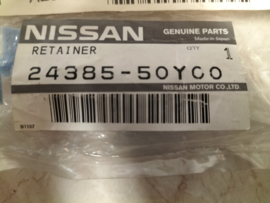 NISSAN
GENUINE PARTS
Made in Japan
RETAINER
QTY
1
24385-50YC0
NISSAN MOTOR CO.,LTD.